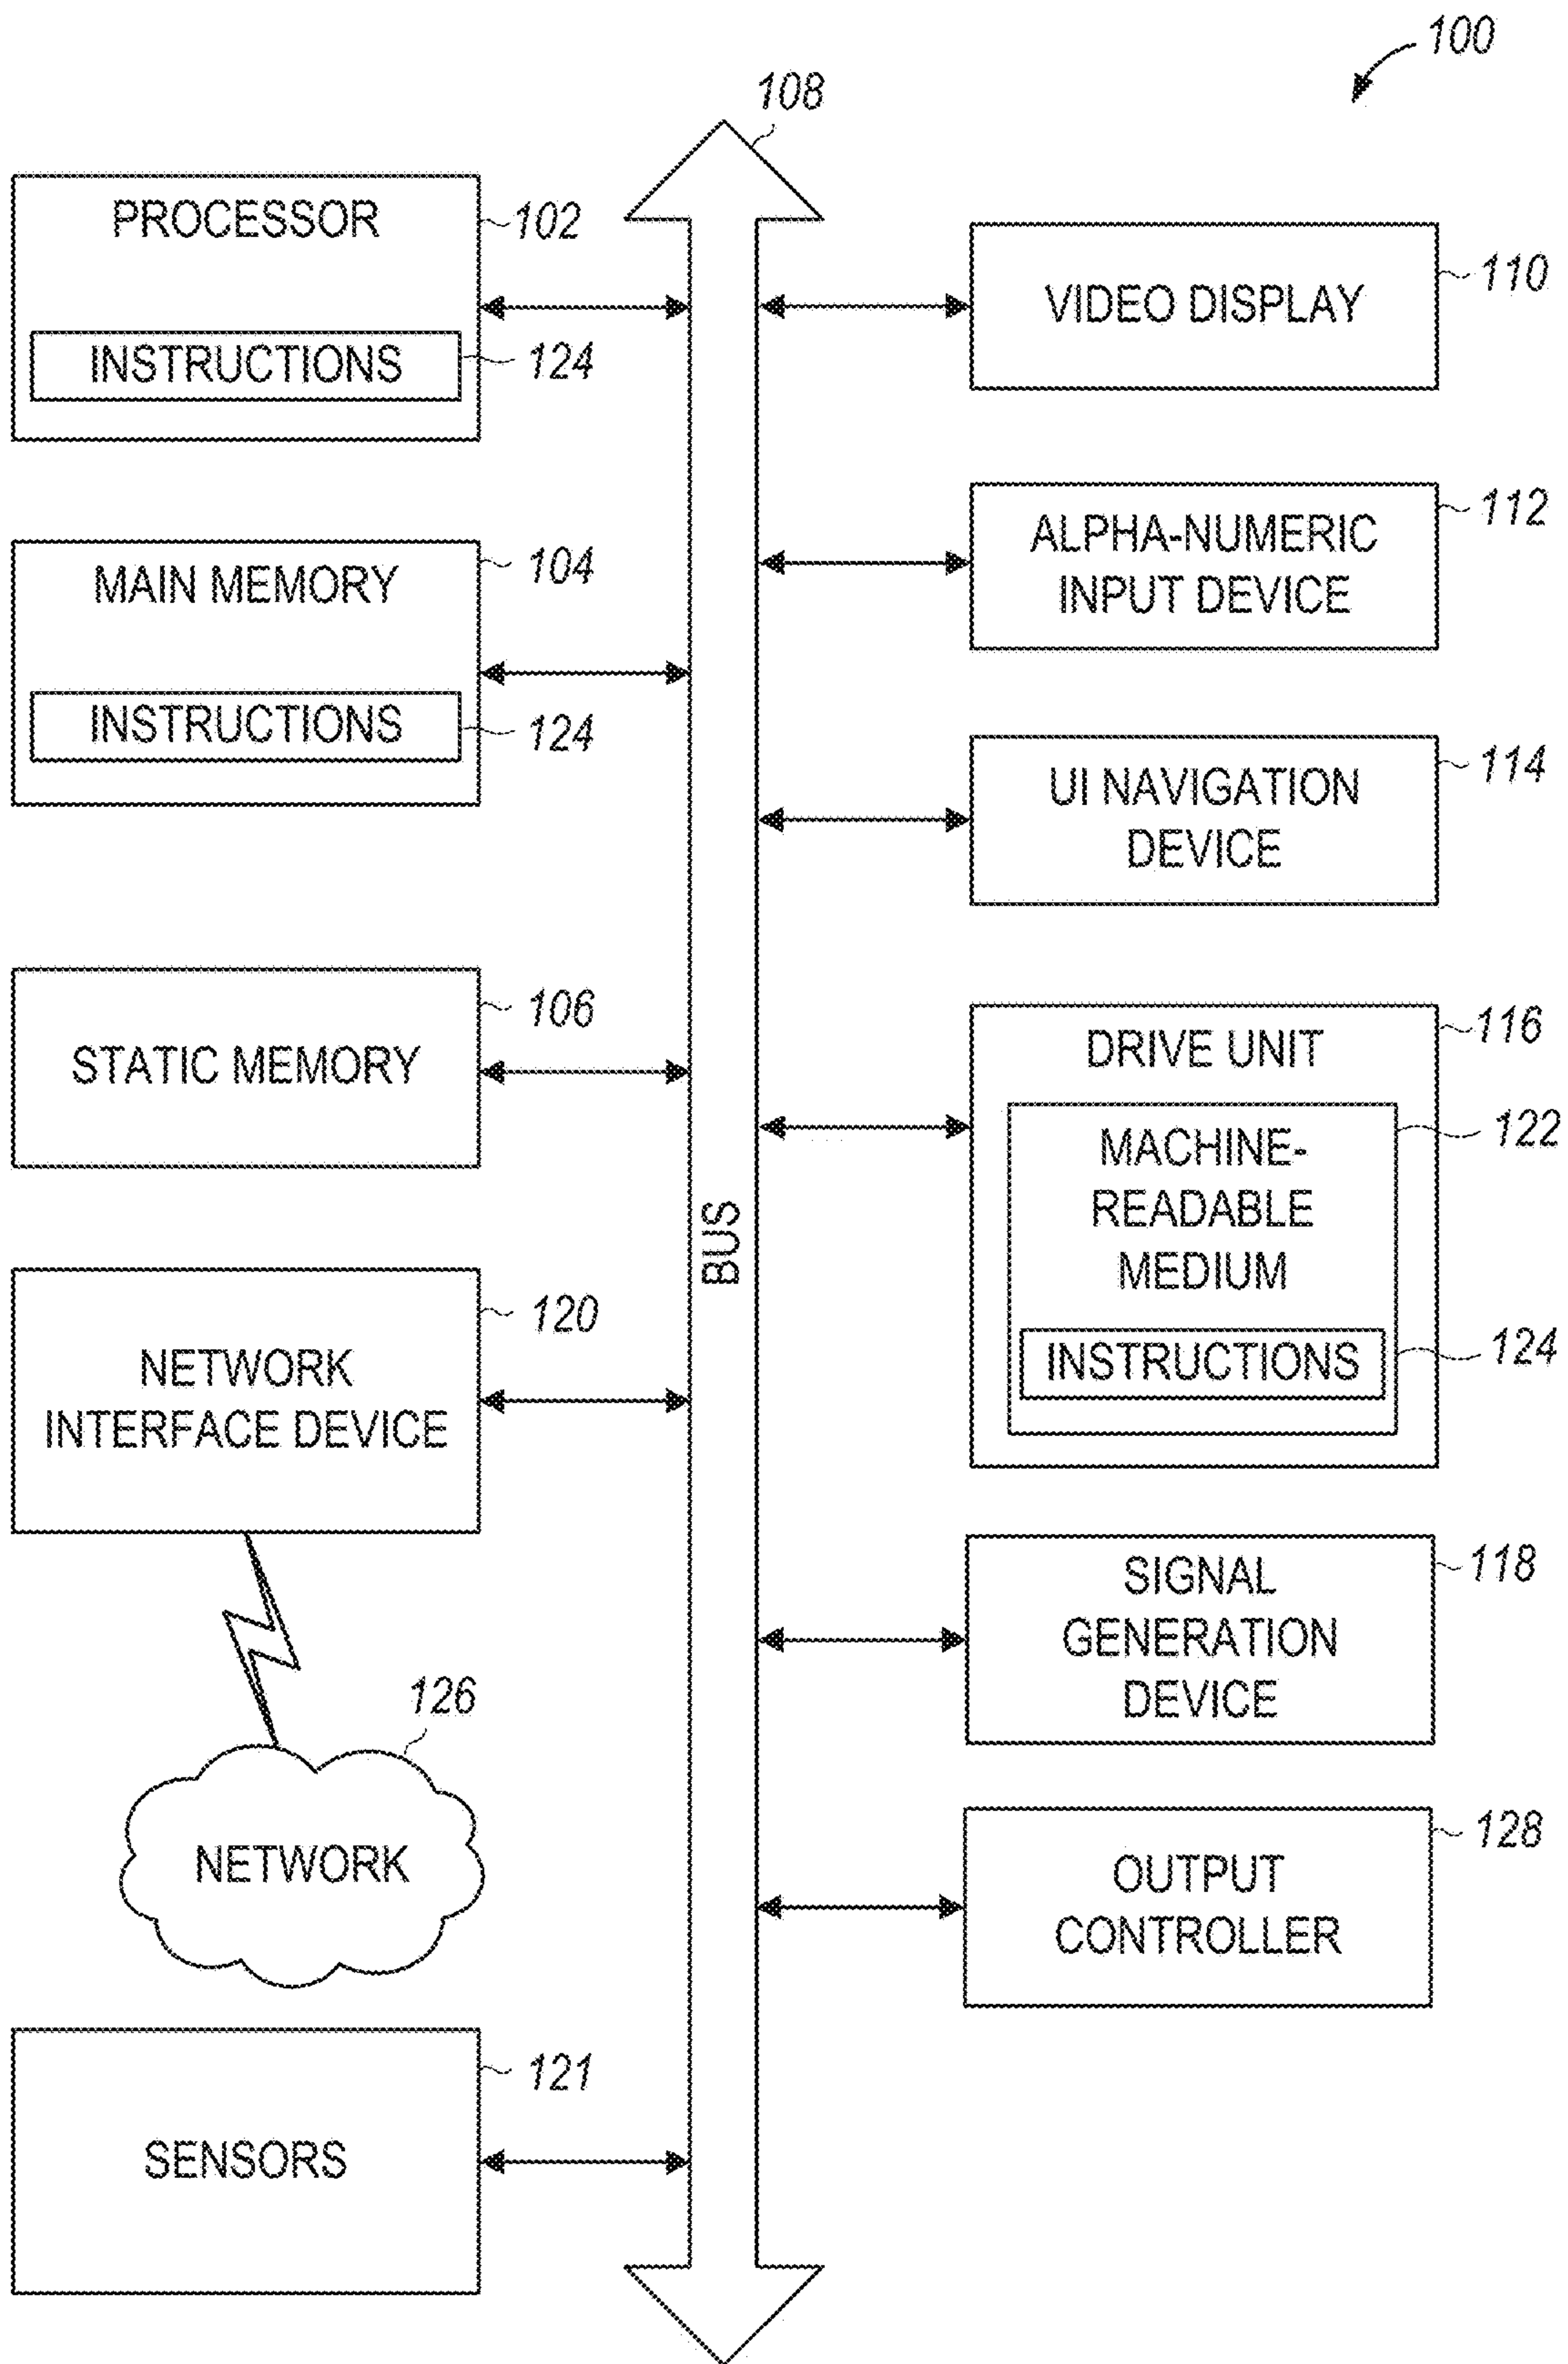 100
108
PROCESSOR
102
INSTRUCTIONS
124
MAIN MEMORY
104
INSTRUCTIONS
124
STATIC MEMORY
106
NETWORK
INTERFACE DEVICE
120
126
NETWORK
SENSORS
121
BUS
VIDEO DISPLAY
110
ALPHA-NUMERIC
INPUT DEVICE
112
UI NAVIGATION
DEVICE
114
DRIVE UNIT
116
MACHINE-
READABLE
MEDIUM
122
INSTRUCTIONS
124
SIGNAL
GENERATION
DEVICE
118
OUTPUT
CONTROLLER
128